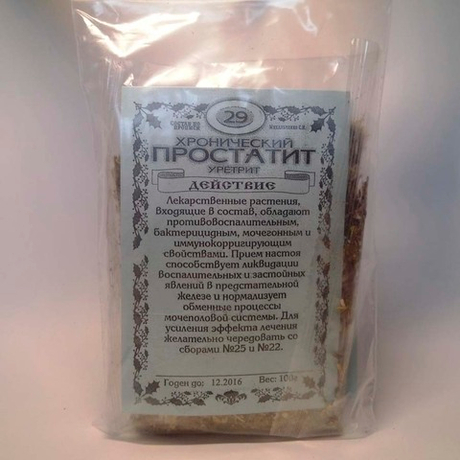 29
ХРОНИЧЕСКИЙ
ПРОСТАТИТ
УРЕТРИТ
ДЕЙСТВИЕ
Лекарственные растения,
входящие в состав, обладают
противовоспалительным,
бактерицидным, мочегонным и
иммунокорригирующим
свойствами. Прием настоя
способствует ликвидации
воспалительных и застойных
явлений в предстательной
железе и нормализует
обменные процессы
мочеполовой системы. Для
усиления эффекта лечения
желательно чередовать со
сборами №25 и №22.
Годен до: 12.2016 Вес: 100г